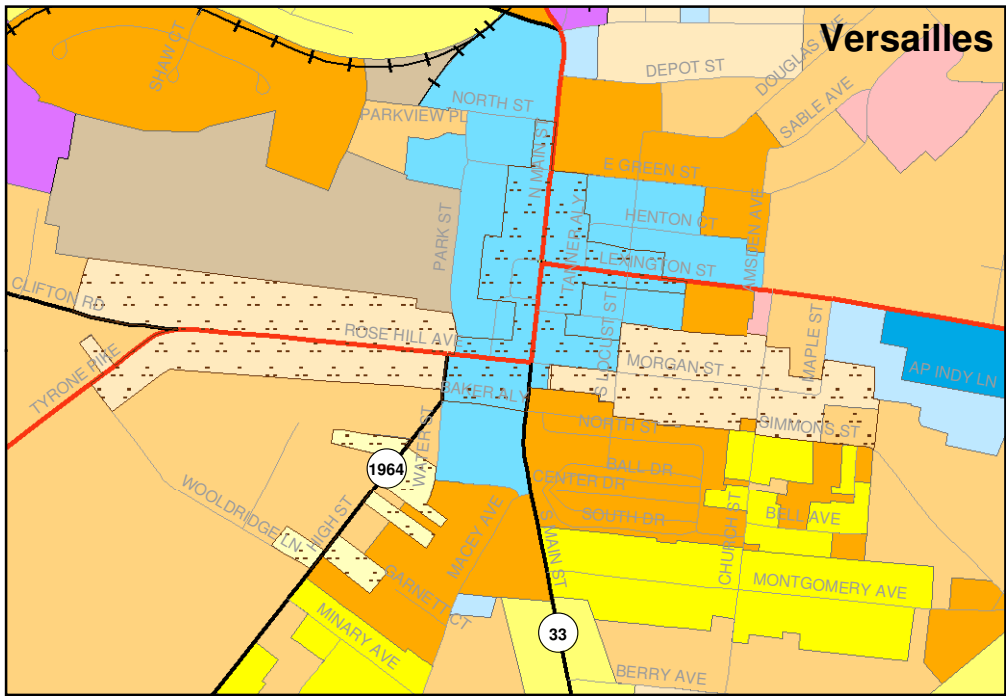 Versailles
SHAW CT
DEPOT ST
DOUGLAS AVE
SABLE AVE
NORTH ST
PARKVIEW PL
N MAIN ST
E GREEN ST
HENTON CT
TANNER ALY
AMSDEN AVE
PARK ST
LEXINGTON ST
CLIFTON RD
ROSE HILL AVE
S LOCUST ST
MORGAN ST
MAPLE ST
AP INDY LN
TYRONE PIKE
BAKER ALY
NORTH ST
SIMMONS ST
1964
WATER ST
BALL DR
CENTER DR
WOOLDRIDGE LN
HIGH ST
MACEY AVE
SOUTH DR
BELL AVE
S MAIN ST
CHURCH ST
GARNETT CT
MONTGOMERY AVE
MINARY AVE
33
BERRY AVE